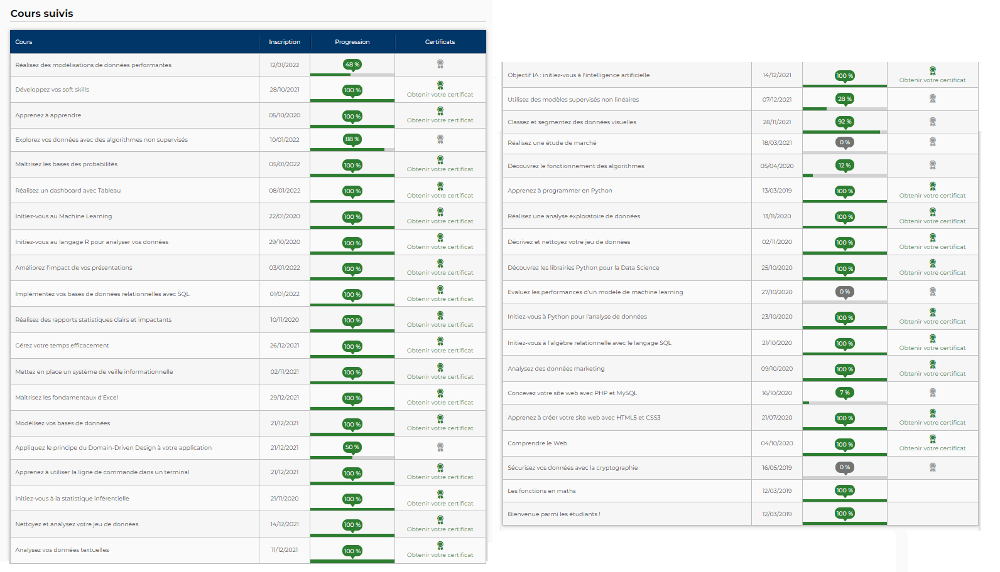 Cours suivis
Cours Inscription Progression Certificats
Réalisez des modélisations de données performantes 12/01/2022 48 %
Développez vos soft skills 28/10/2021 100 % Obtenir votre certificat
Apprenez à apprendre 05/10/2020 100 % Obtenir votre certificat
Explorez vos données avec des algorithmes non supervisés 10/01/2022 88 %
Maîtrisez les bases des probabilités 05/01/2022 100 % Obtenir votre certificat
Réalisez un dashboard avec Tableau 08/01/2022 100 % Obtenir votre certificat
Initiez-vous au Machine Learning 22/01/2020 100 % Obtenir votre certificat
Initiez-vous au langage R pour analyser vos données 29/10/2020 100 % Obtenir votre certificat
Améliorez l'impact de vos présentations 03/01/2022 100 % Obtenir votre certificat
Implémentez vos bases de données relationnelles avec SQL 01/01/2022 100 % Obtenir votre certificat
Réalisez des rapports statistiques clairs et impactants 10/11/2020 100 % Obtenir votre certificat
Gérez votre temps efficacement 26/12/2021 100 % Obtenir votre certificat
Mettez en place un système de veille informationnelle 02/11/2021 100 % Obtenir votre certificat
Maîtrisez les fondamentaux d'Excel 29/12/2021 100 % Obtenir votre certificat
Modélisez vos bases de données 21/12/2021 100 % Obtenir votre certificat
Appliquez le principe du Domain-Driven Design à votre application 21/12/2021 50 %
Apprenez à utiliser la ligne de commande dans un terminal 21/12/2021 100 % Obtenir votre certificat
Initiez-vous à la statistique inférentielle 21/11/2020 100 % Obtenir votre certificat
Nettoyez et analysez votre jeu de données 14/12/2021 100 % Obtenir votre certificat
Analysez vos données textuelles 11/12/2021 100 % Obtenir votre certificat
Objectif IA : initiez-vous à l'intelligence artificielle 14/12/2021 100 % Obtenir votre certificat
Utilisez des modèles supervisés non linéaires 07/12/2021 28 %
Classez et segmentez des données visuelles 28/11/2021 92 %
Réalisez une étude de marché 18/03/2021 0 %
Découvrez le fonctionnement des algorithmes 05/04/2020 12 %
Apprenez à programmer en Python 13/03/2019 100 % Obtenir votre certificat
Réalisez une analyse exploratoire de données 13/11/2020 100 % Obtenir votre certificat
Décrivez et nettoyez votre jeu de données 02/11/2020 100 % Obtenir votre certificat
Découvrez les librairies Python pour la Data Science 25/10/2020 100 % Obtenir votre certificat
Evaluez les performances d'un modele de machine learning 27/10/2020 0 %
Initiez-vous à Python pour l'analyse de données 23/10/2020 100 % Obtenir votre certificat
Initiez-vous à l'algèbre relationnelle avec le langage SQL 21/10/2020 100 % Obtenir votre certificat
Analysez des données marketing 09/10/2020 100 % Obtenir votre certificat
Concevez votre site web avec PHP et MySQL 16/10/2020 7 %
Apprenez à créer votre site web avec HTML5 et CSS3 21/07/2020 100 % Obtenir votre certificat
Comprendre le Web 04/10/2020 100 % Obtenir votre certificat
Sécurisez vos données avec la cryptographie 16/05/2019 0 %
Les fonctions en maths 12/03/2019 100 %
Bienvenue parmi les étudiants ! 12/03/2019 100 %